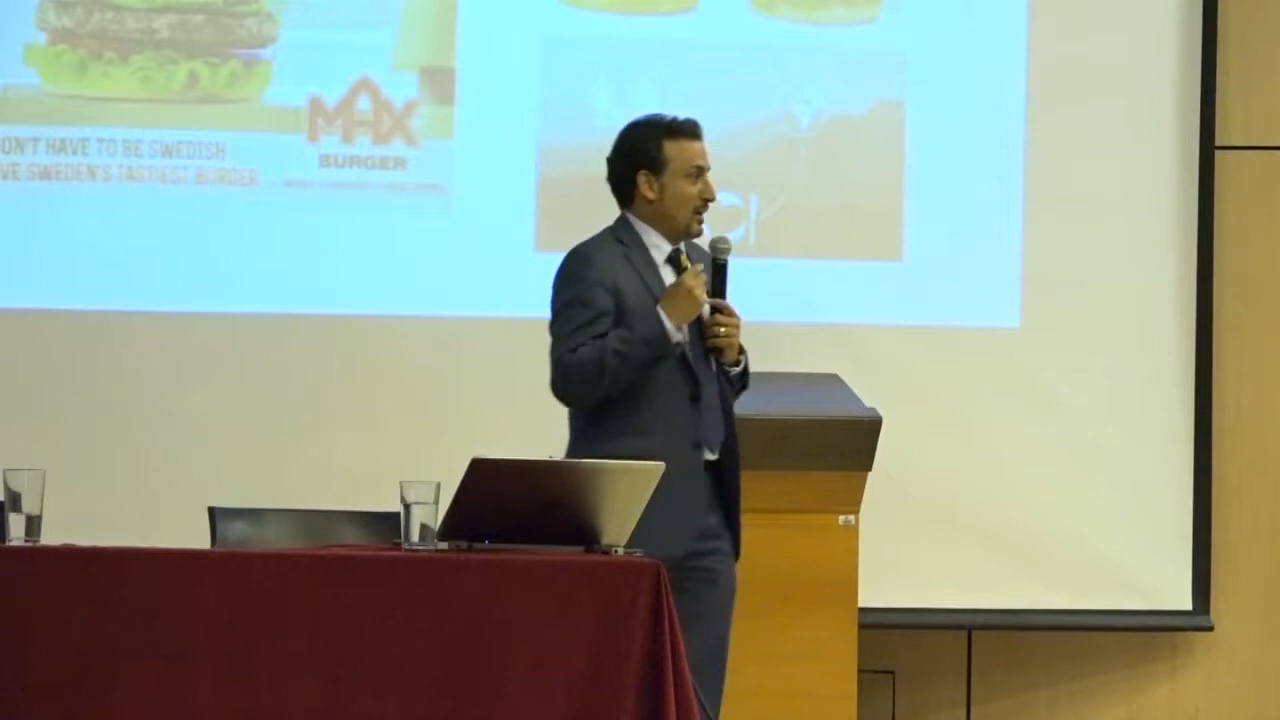 ON'T HAVE TO BE SWEDISH
VE SWEDEN'S TASTIEST BURGER
MAX
BURGER